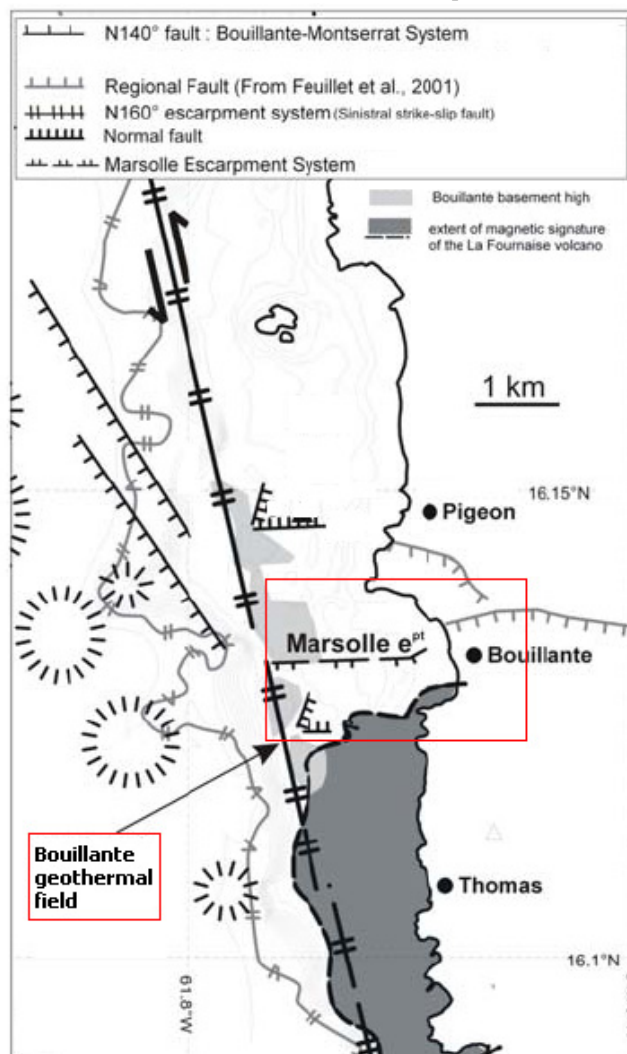 N140° fault : Bouillante-Montserrat System
Regional Fault (From Feuillet et al., 2001)
N160° escarpment system (Sinistral strike-slip fault)
Normal fault
Marsolle Escarpment System
Bouillante basement high
extent of magnetic signature
of the La Fournaise volcano
1 km
16.15°N
Pigeon
Marsolle e^pt
Bouillante
Bouillante
geothermal
field
Thomas
16.1°N
61.8°W